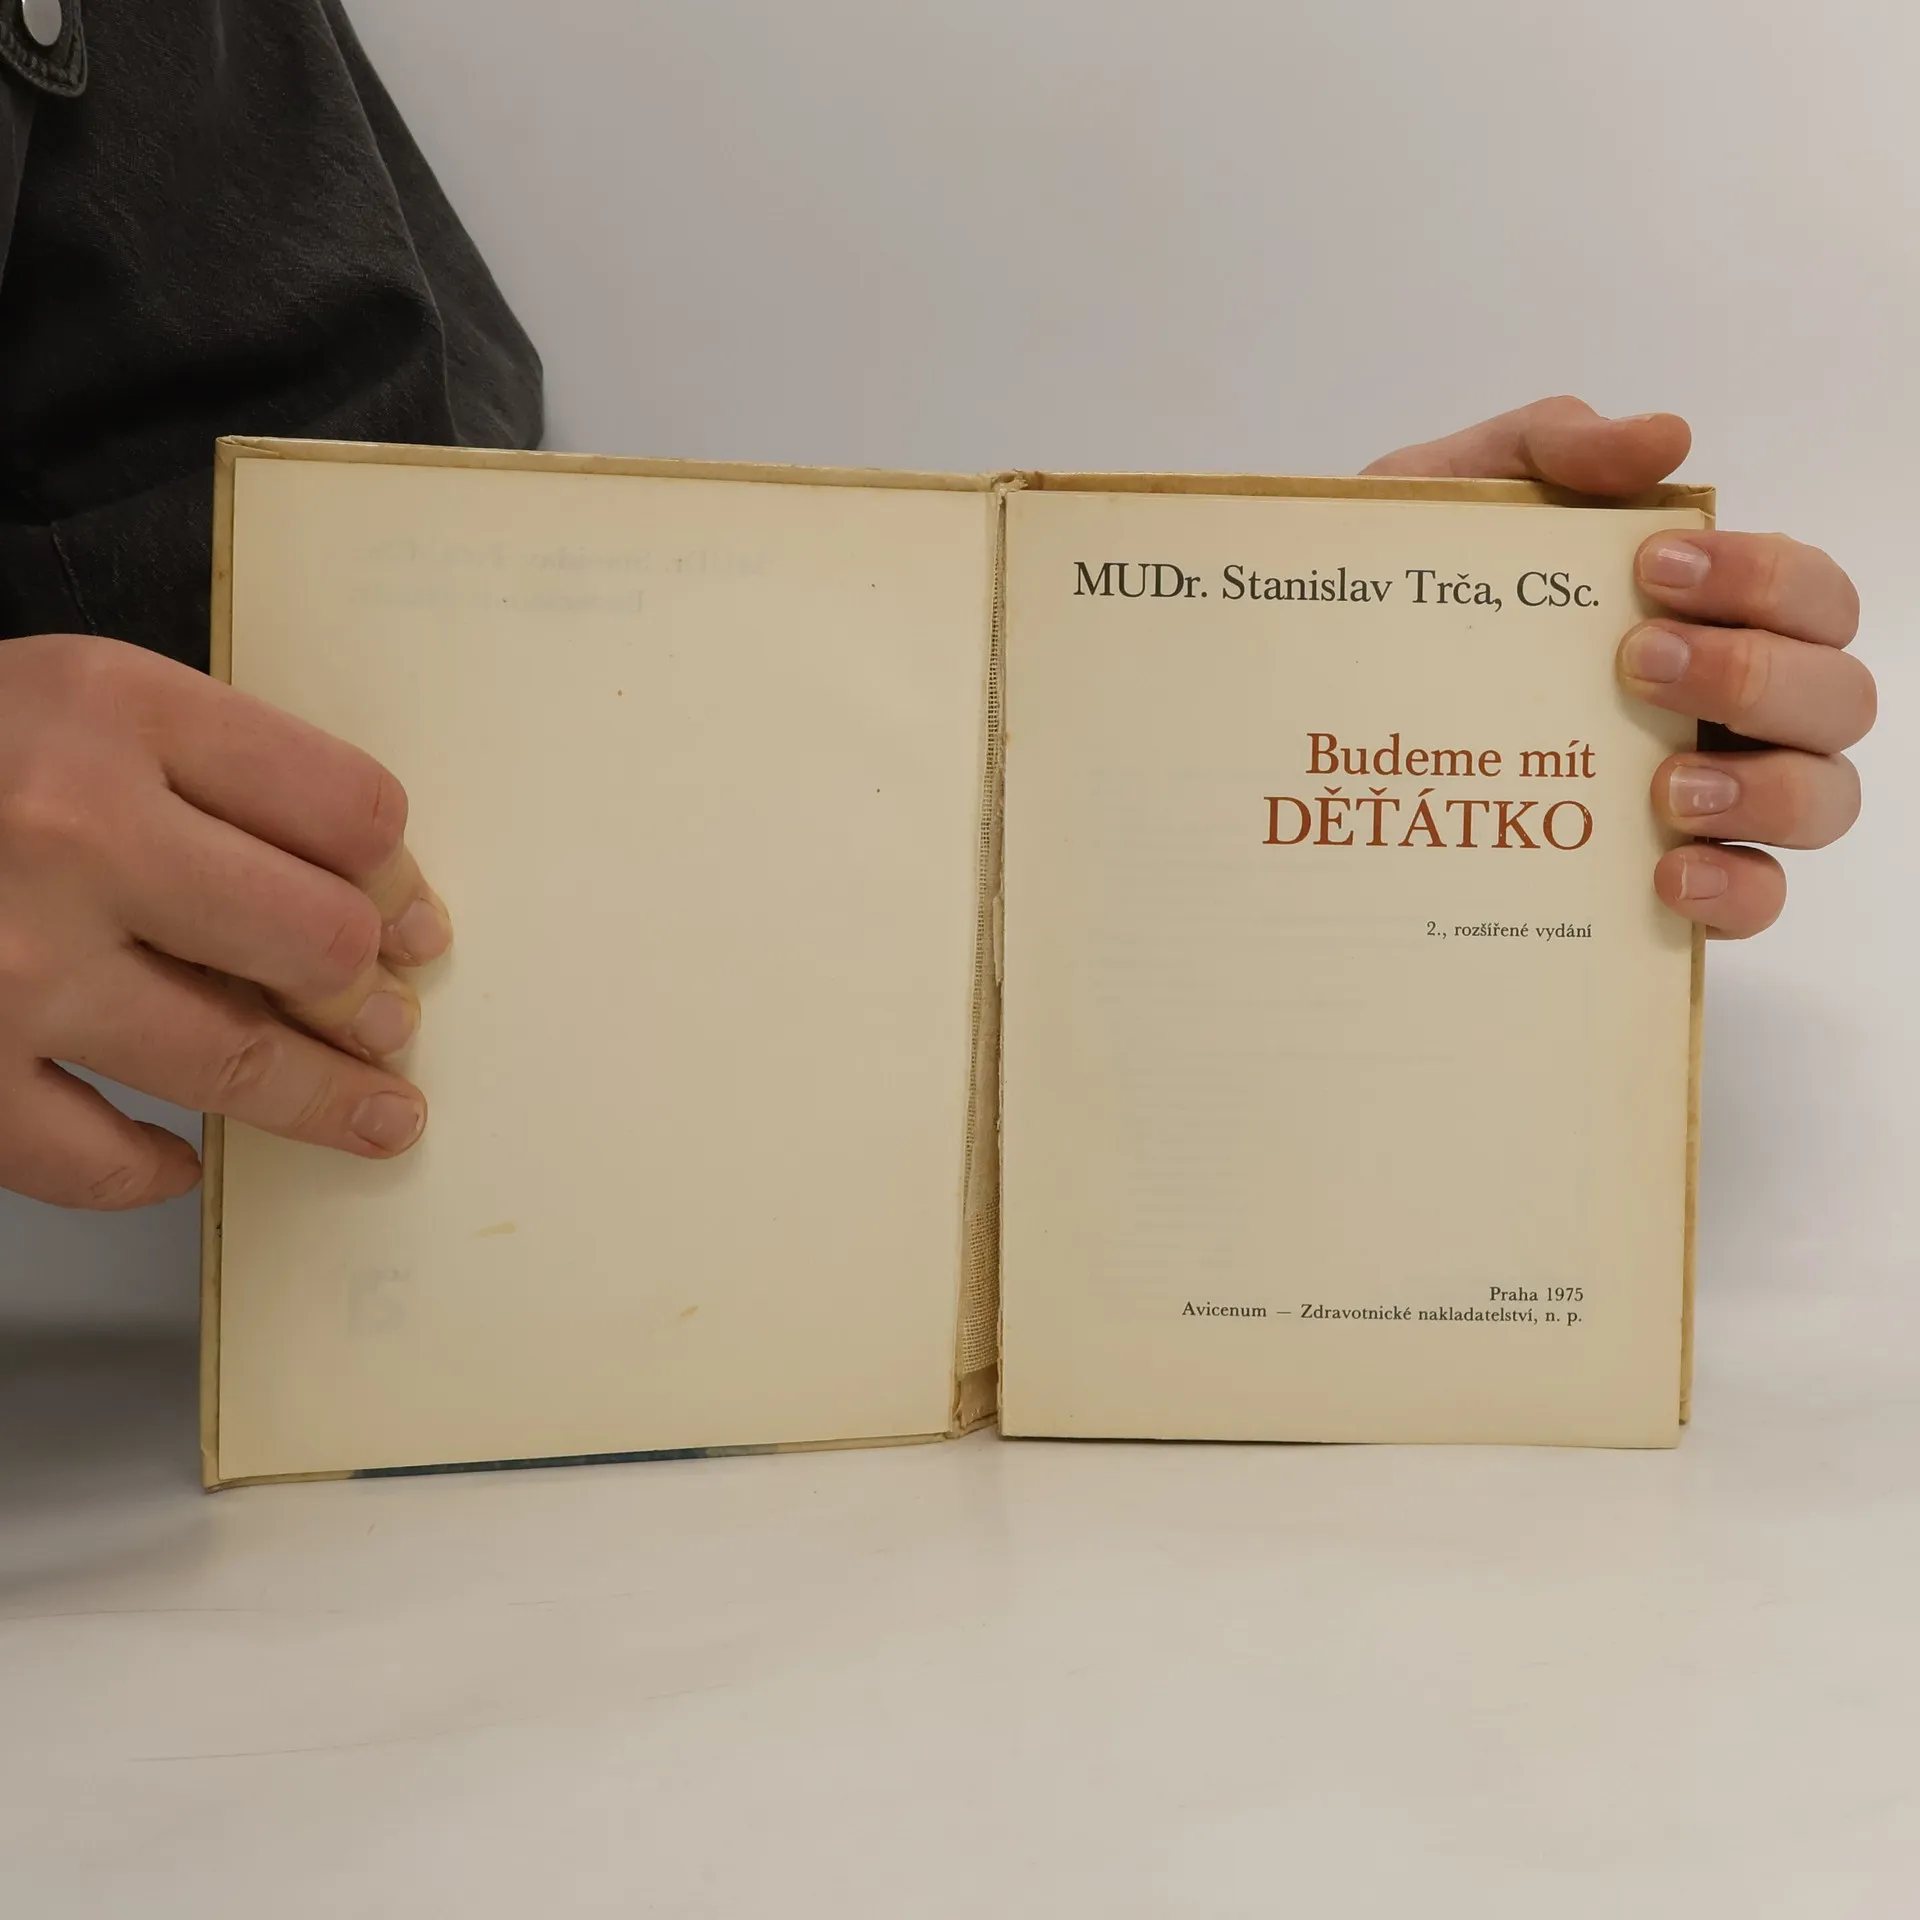 MUDr. Stanislav Trča, CSc.
Budeme mít
DĚŤÁTKO
2., rozšířené vydání
Praha 1975
Avicenum — Zdravotnické nakladatelství, n. p.